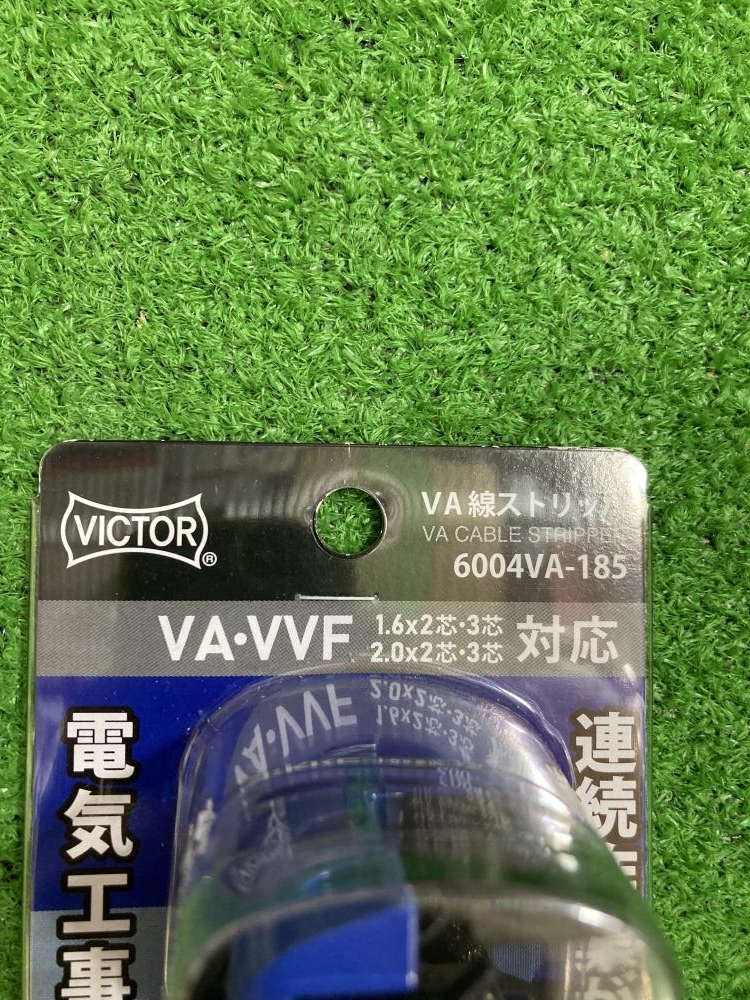 VICTOR®
VA線ストリッ
VA CABLE STRIPPE
6004VA-185
VA・VVF 1.6x2芯・3芯
2.0x2芯・3芯 対応
電気工事
連続